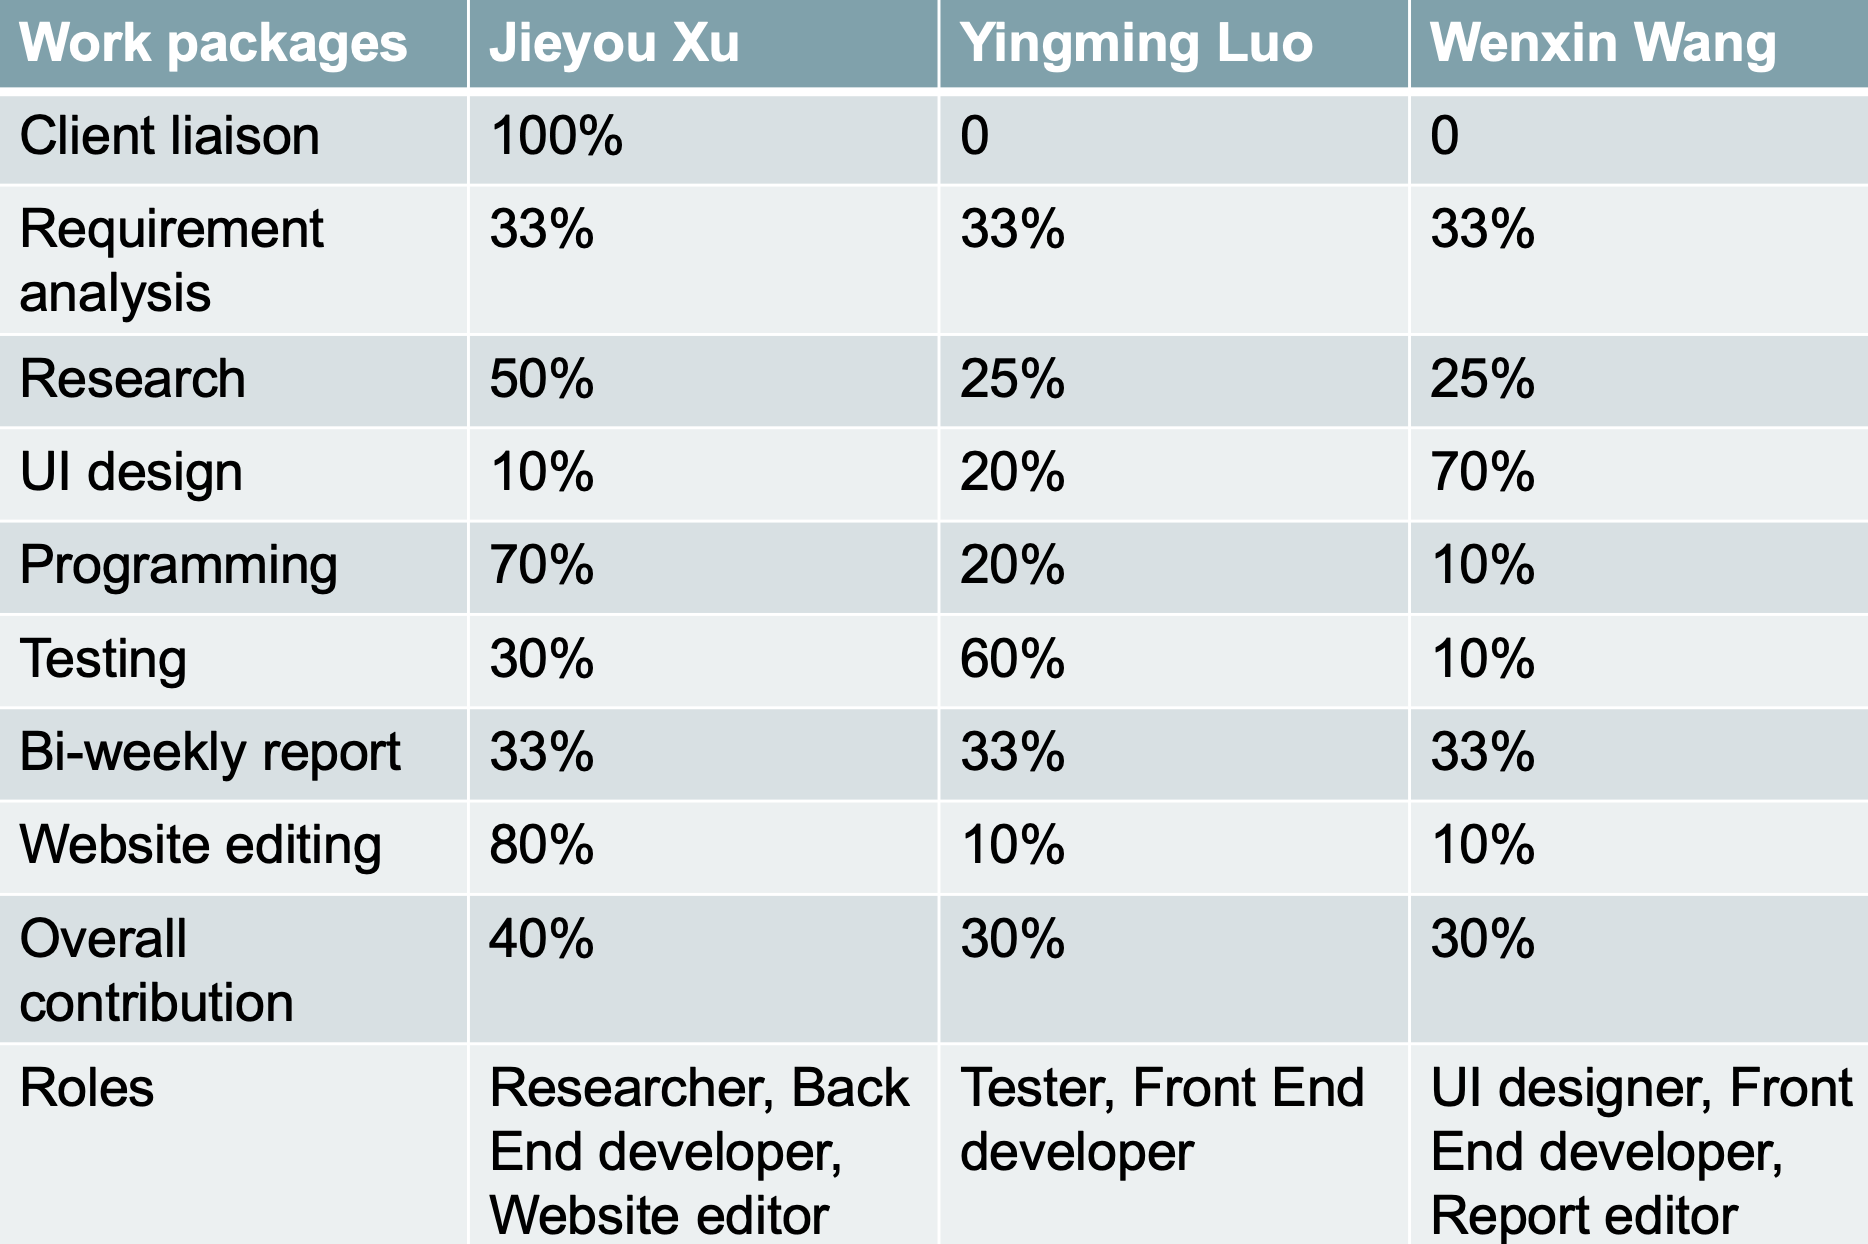 Work packages Jieyou Xu Yingming Luo Wenxin Wang
Client liaison 100% 0 0
Requirement 33% 33% 33%
analysis
Research 50% 25% 25%
UI design 10% 20% 70%
Programming 70% 20% 10%
Testing 30% 60% 10%
Bi-weekly report 33% 33% 33%
Website editing 80% 10% 10%
Overall 40% 30% 30%
contribution
Roles Researcher, Back Tester, Front End UI designer, Front
End developer, developer End developer,
Website editor Report editor